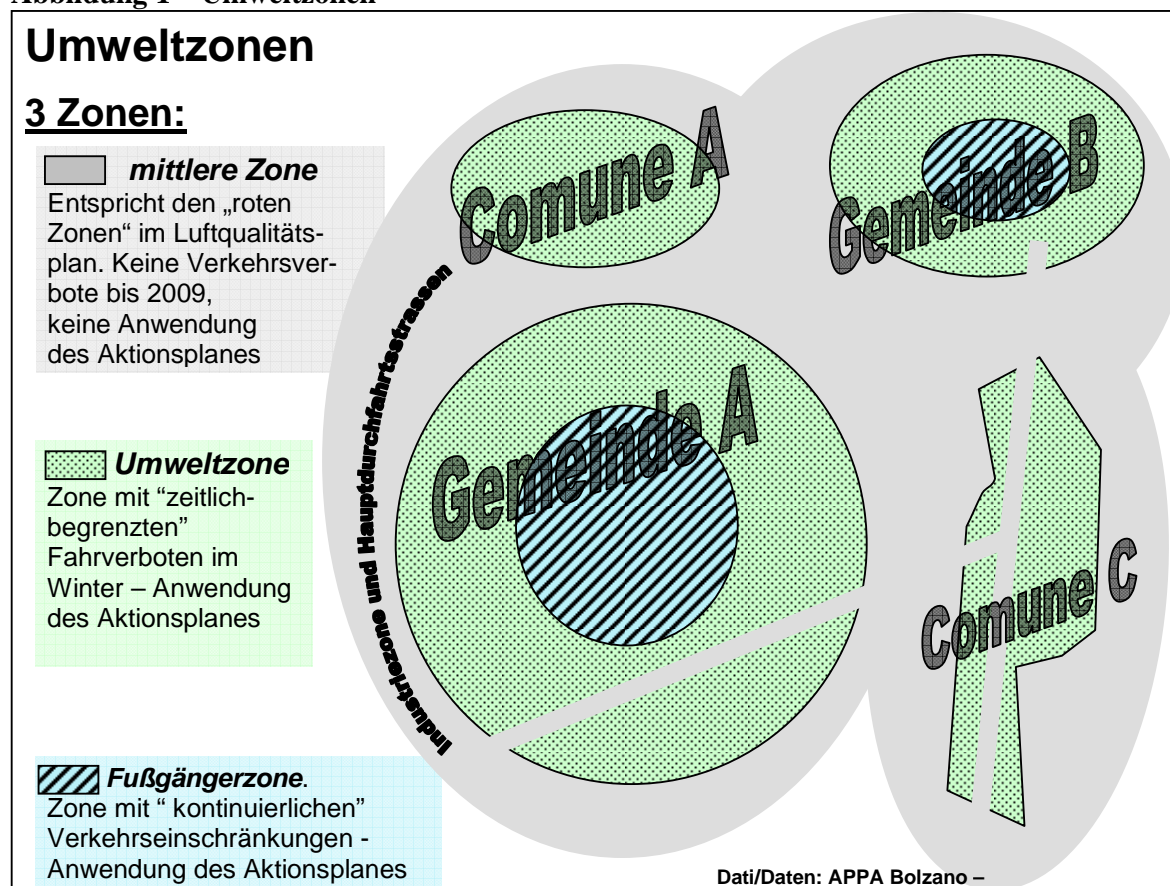 Abbildung 1 – Umweltzonen
Umweltzonen
3 Zonen:
mittlere Zone
Entspricht den „roten
Zonen“ im Luftqualitäts-
plan. Keine Verkehrsver-
bote bis 2009,
keine Anwendung
des Aktionsplanes
Umweltzone
Zone mit “zeitlich-
begrenzten”
Fahrverboten im
Winter – Anwendung
des Aktionsplanes
Fußgängerzone.
Zone mit “ kontinuierlichen”
Verkehrseinschränkungen -
Anwendung des Aktionsplanes
Comune A
Gemeinde B
Industriezone und Hauptdurchfahrtsstrassen
Gemeinde A
Comune C
Dati/Daten: APPA Bolzano –